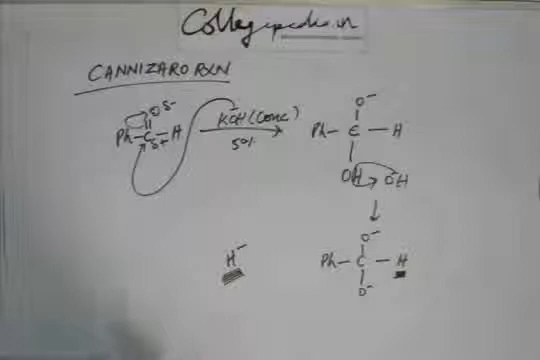 Collegepedia.in
CANNIZARO RXN
O δ-
Ph-C-H
δ+
KOH (Conc)
50%
O-
Ph-C-H
OH OH
O-
Ph-C-H
O-
H-